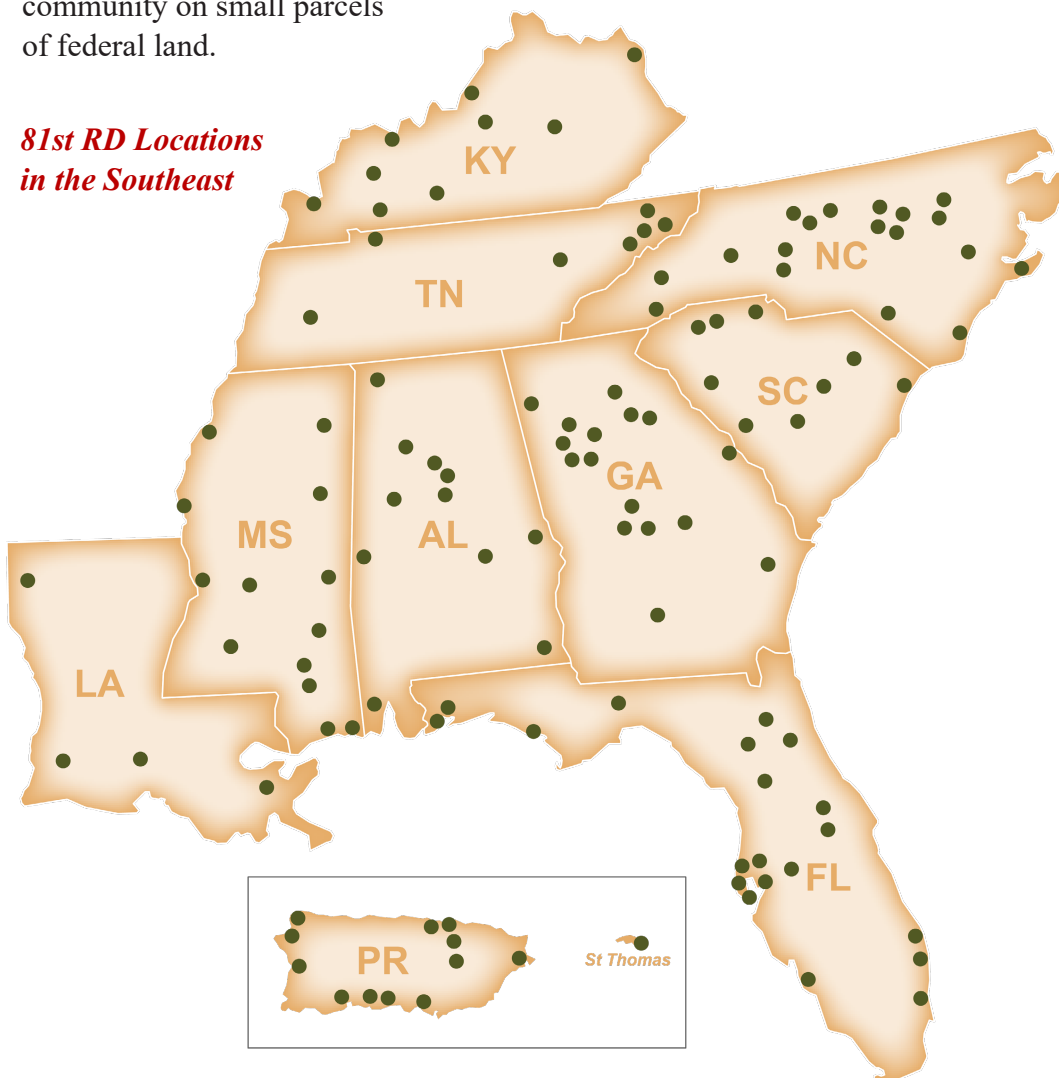 community on small parcels
of federal land.
81st RD Locations
in the Southeast
KY
NC
TN
SC
GA
MS
AL
LA
FL
PR
St Thomas